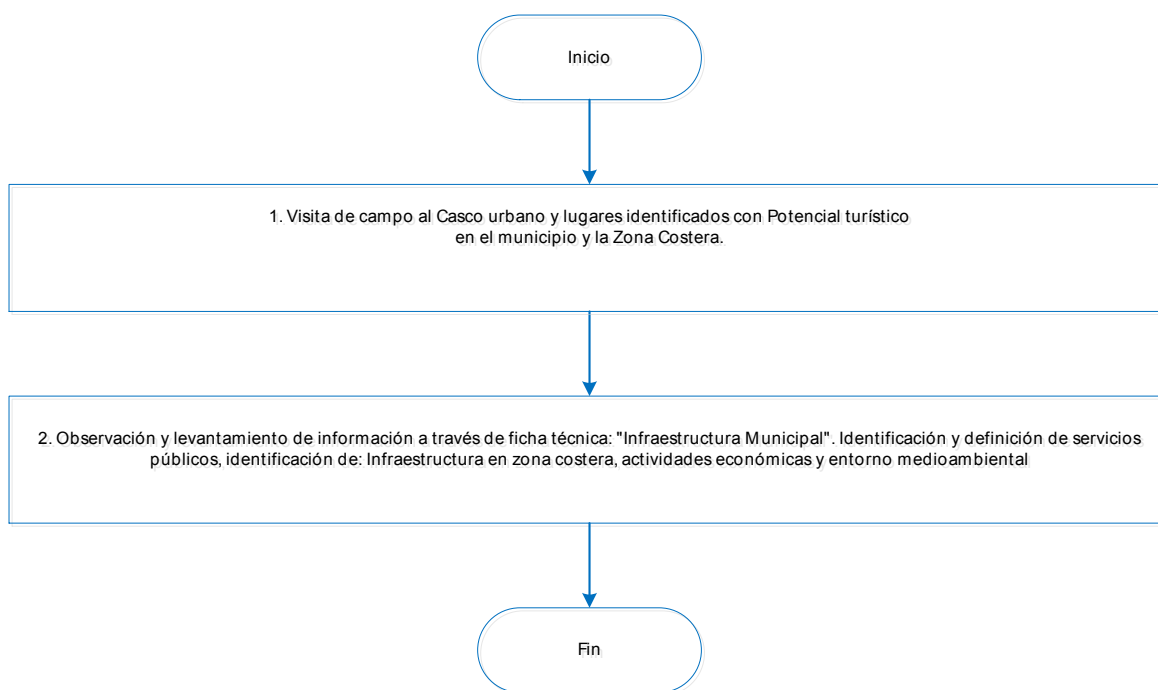 Inicio
1. Visita de campo al Casco urbano y lugares identificados con Potencial turístico
en el municipio y la Zona Costera.
2. Observación y levantamiento de información a través de ficha técnica: "Infraestructura Municipal". Identificación y definición de servicios
públicos, identificación de: Infraestructura en zona costera, actividades económicas y entorno medioambiental
Fin